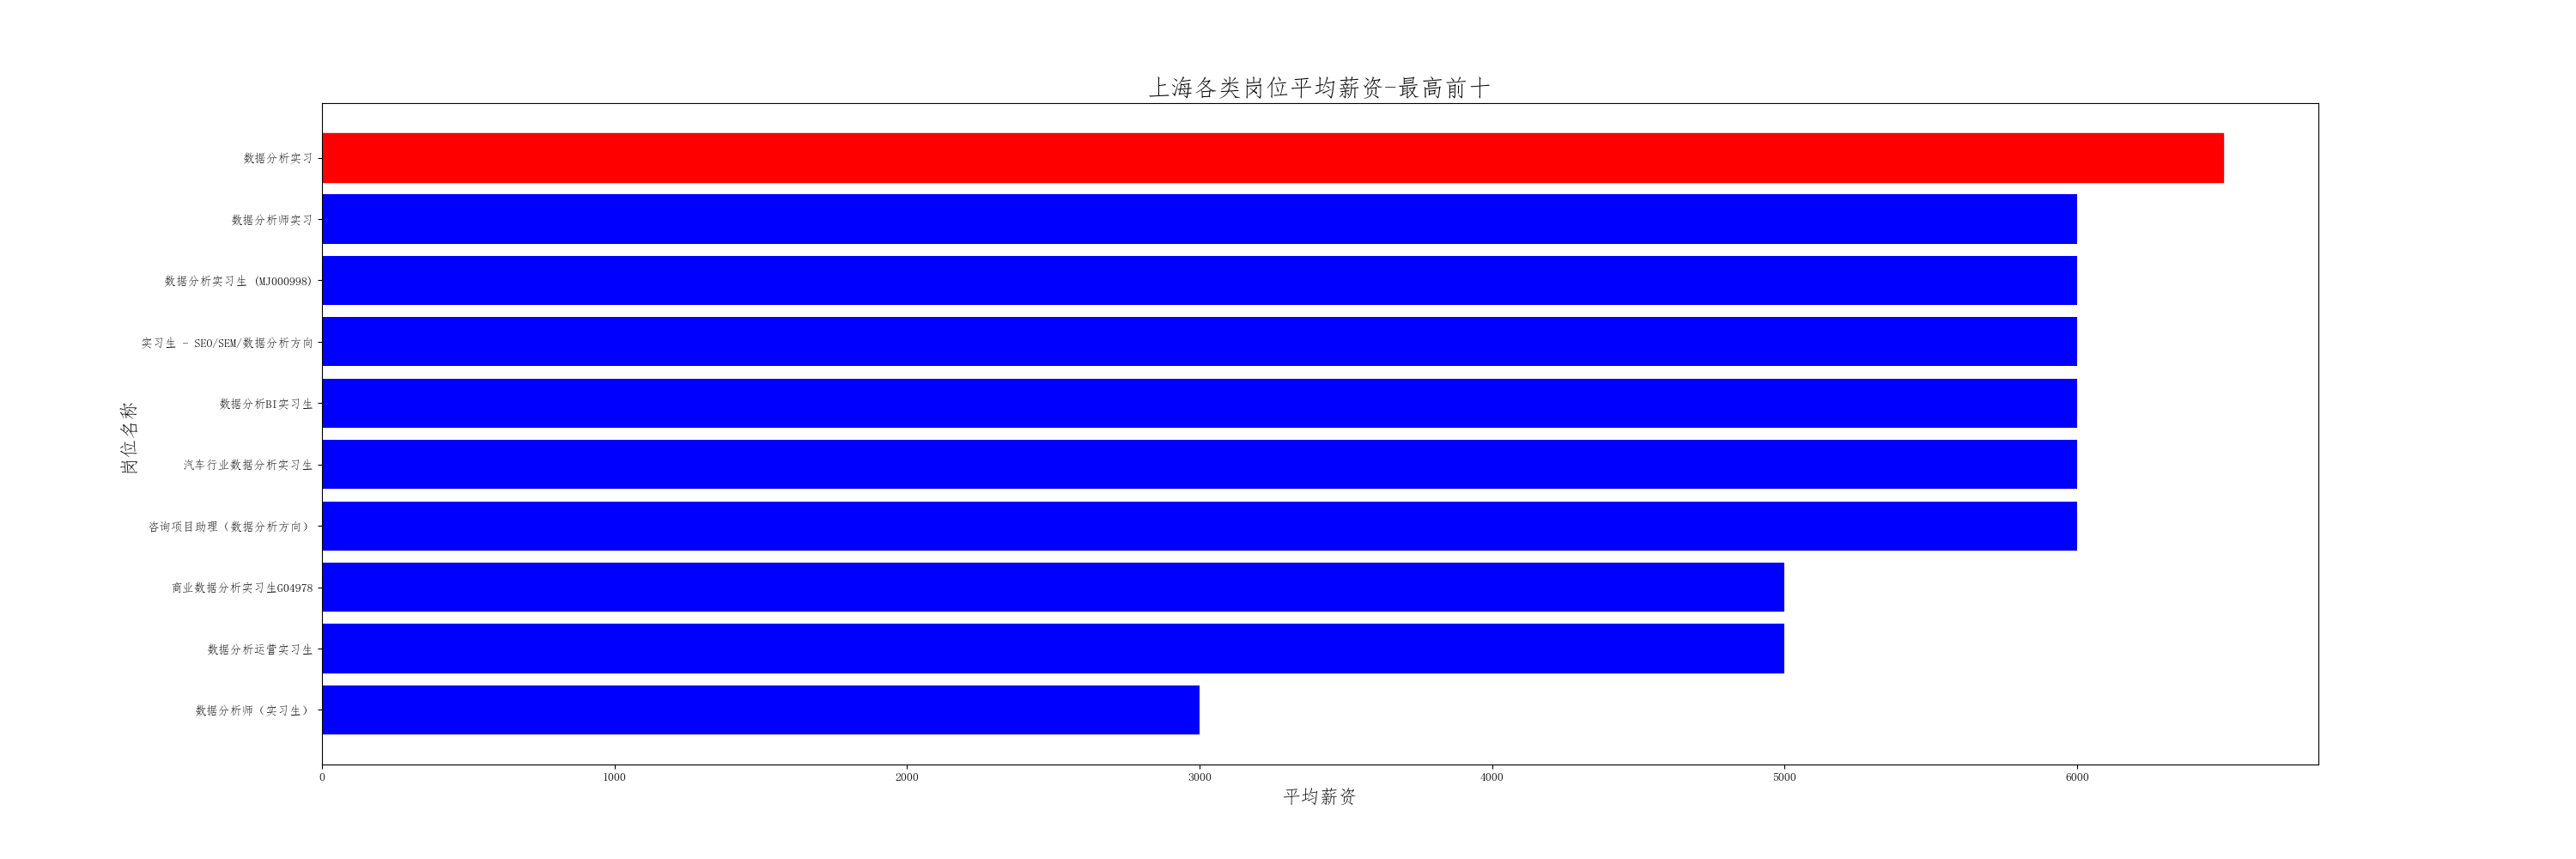 上海各类岗位平均薪资-最高前十
数据分析实习
数据分析师实习
数据分析实习生 (MJ000998)
实习生 - SEO/SEM/数据分析方向
数据分析BI实习生
汽车行业数据分析实习生
咨询项目助理（数据分析方向）
商业数据分析实习生G04978
数据分析运营实习生
数据分析师（实习生）
岗位名称
0 1000 2000 3000 4000 5000 6000
平均薪资